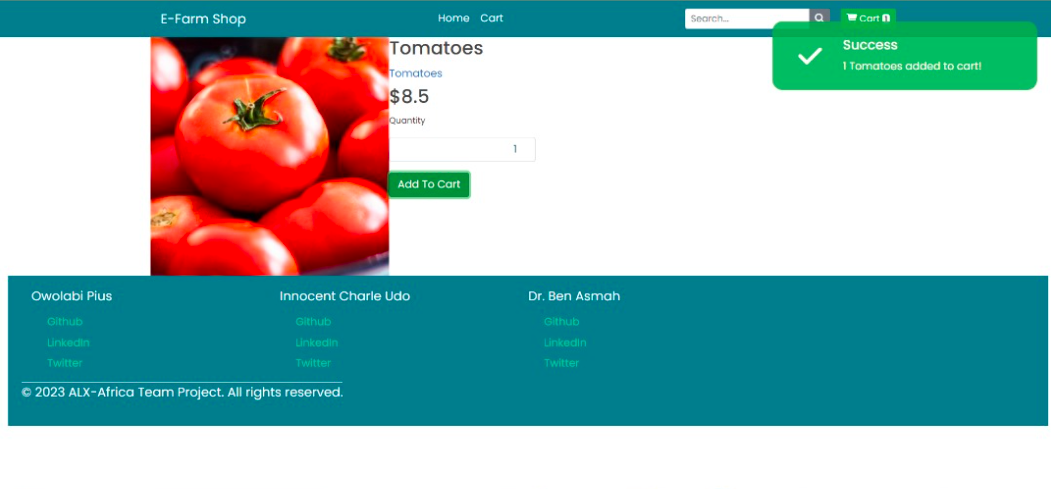 E-Farm Shop
Home Cart
Search...
Cart 1
Success
1 Tomatoes added to cart!
Tomatoes
Tomatoes
$8.5
Quantity
1
Add To Cart
Owolabi Pius
Github
LinkedIn
Twitter
Innocent Charle Udo
Github
LinkedIn
Twitter
Dr. Ben Asmah
Github
LinkedIn
Twitter
© 2023 ALX-Africa Team Project. All rights reserved.